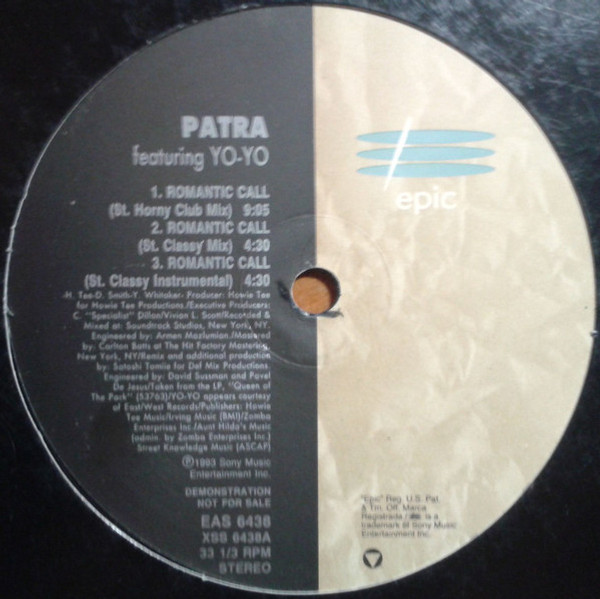 PATRA
featuring YO-YO
1. ROMANTIC CALL
(St. Horny Club Mix) 9:05
2. ROMANTIC CALL
(St. Classy Mix) 4:30
3. ROMANTIC CALL
(St. Classy Instrumental) 4:30
-H. Tee-D. Smith-Y. Whitaker- Producer: Howie Tee
for Howie Tee Productions/Executive Producers:
C. "Specialist" Dillon/Vivian L. Scott/Recorded &
Mixed at: Soundtrack Studios, New York, NY.
Engineered by: Armen Mazlumian/Mastered
by: Carlton Batts at The Hit Factory Mastering,
New York, NY/Remix and additional production
by: Satoshi Tomiie for Def Mix Productions.
Engineered by: David Sussman and Pavel
De Jesus/Taken from the LP, "Queen of
The Pack" (53763)/YO-YO appears courtesy
of East/West Records/Publishers: Howie
Tee Music/Irving Music (BMI)/Zomba
Enterprises Inc./Aunt Hilda's Music
(admin. by Zomba Enterprises Inc.)
Street Knowledge Music (ASCAP)
℗1993 Sony Music
Entertainment Inc.
DEMONSTRATION
NOT FOR SALE
EAS 6438
XSS 6438A
33 1/3 RPM
STEREO
epic
"Epic" Reg. U.S. Pat.
& Tm. Off. Marca
Registrada / is a
trademark of Sony Music
Entertainment Inc.